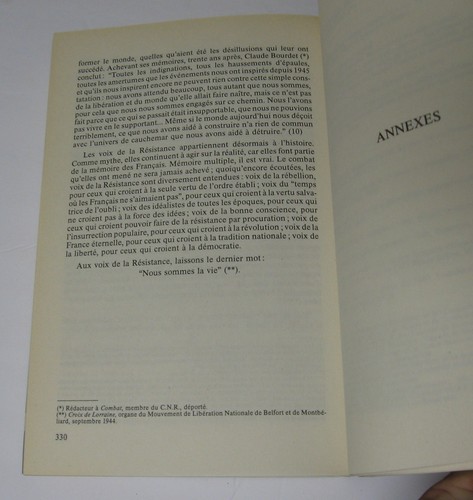 former le monde, quelles qu'aient été les désillusions qui leur ont
succédé. Achevant ses mémoires, trente ans après, Claude Bourdet (*)
conclut : "Toutes les indignations, tous les haussements d'épaules,
toutes les amertumes que les événements nous ont inspirés depuis 1945
et qu'ils nous inspirent encore ne peuvent rien contre cette simple cons-
tatation : nous avons attendu beaucoup, tous autant que nous sommes,
de la libération et du monde qu'elle allait faire naître, mais ce n'est pas
pour cela que nous nous sommes engagés sur ce chemin. Nous l'avons
fait parce que ce qui se passait était insupportable, que nous ne pouvions
pas vivre en le supportant... Même si le monde aujourd'hui nous déçoit
terriblement, ce que nous avons aidé à construire n'a rien de commun
avec l'univers de cauchemar que nous avons aidé à détruire." (10)
Les voix de la Résistance appartiennent désormais à l'histoire.
Comme mythe, elles continuent à agir sur la réalité, car elles font partie
de la mémoire des Français. Mémoire multiple, il est vrai. Le combat
qu'elles ont mené ne sera jamais achevé ; quoiqu'encore écoutées, les
voix de la Résistance sont diversement entendues : voix de la rébellion,
pour ceux qui croient à la seule vertu de l'ordre établi ; voix du "temps
où les Français ne s'aimaient pas", pour ceux qui croient à la vertu salva-
trice de l'oubli ; voix des idéalistes de toutes les époques, pour ceux qui
ne croient pas à la force des idées ; voix de la bonne conscience, pour
ceux qui croient pouvoir faire de la résistance par procuration ; voix de
l'insurrection populaire, pour ceux qui croient à la révolution ; voix de la
France éternelle, pour ceux qui croient à la tradition nationale ; voix de
la liberté, pour ceux qui croient à la démocratie.
Aux voix de la Résistance, laissons le dernier mot :
"Nous sommes la vie" (**).
(*) Rédacteur à Combat, membre du C.N.R., déporté.
(**) Croix de Lorraine, organe du Mouvement de Libération Nationale de Belfort et de Montbé-
liard, septembre 1944.
330
ANNEXES